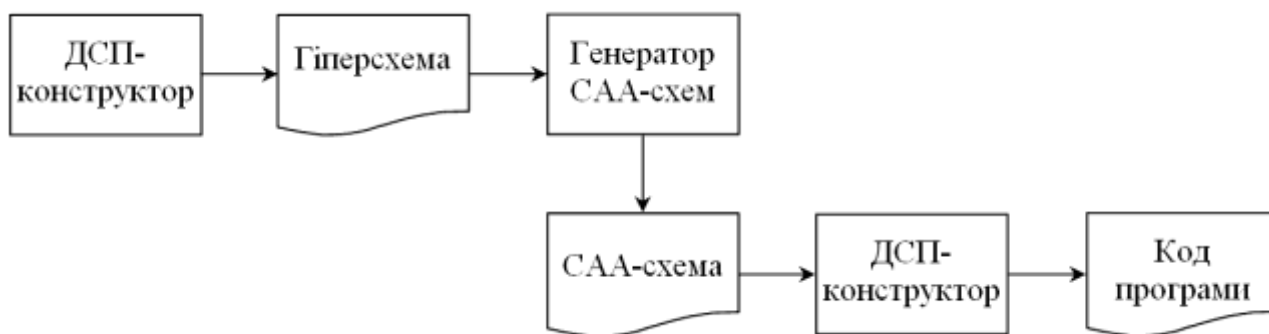 ДСП-
конструктор
Гіперсхема
Генератор
САА-схем
САА-схема
ДСП-
конструктор
Код
програми